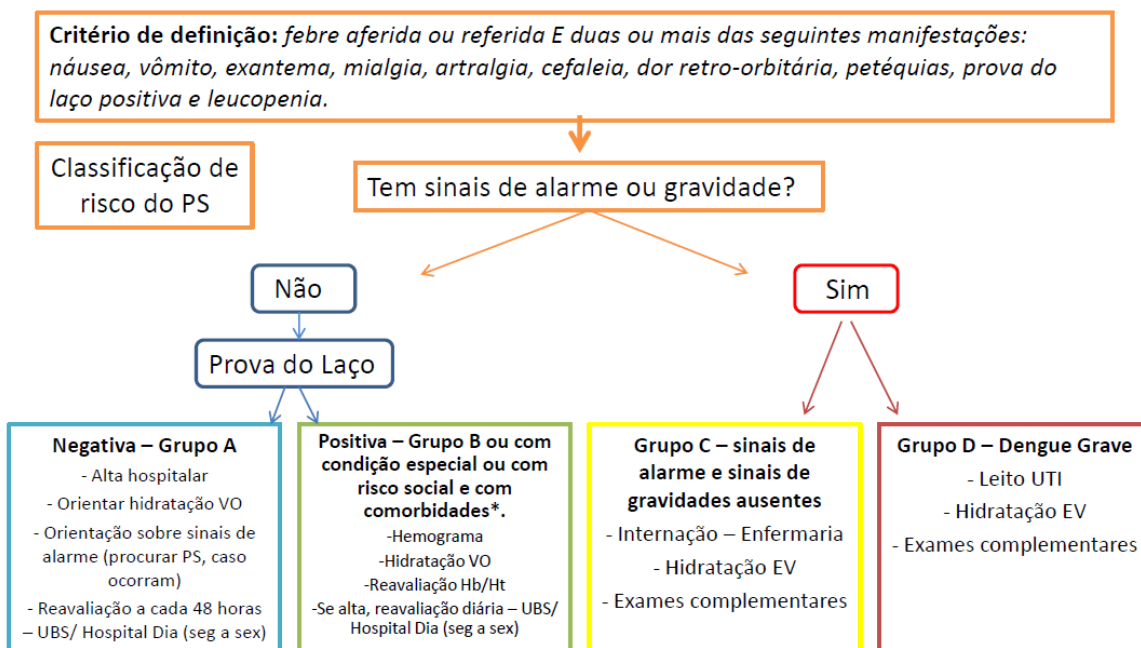 Critério de definição: febre aferida ou referida E duas ou mais das seguintes manifestações:
náusea, vômito, exantema, mialgia, artralgia, cefaleia, dor retro-orbitária, petéquias, prova do
laço positiva e leucopenia.
Classificação de
risco do PS
Tem sinais de alarme ou gravidade?
Não
Sim
Prova do Laço
Negativa – Grupo A
- Alta hospitalar
- Orientar hidratação VO
- Orientação sobre sinais de
alarme (procurar PS, caso
ocorram)
- Reavaliação a cada 48 horas
– UBS/ Hospital Dia (seg a sex)
Positiva – Grupo B ou com
condição especial ou com
risco social e com
comorbidades*.
-Hemograma
-Hidratação VO
-Reavaliação Hb/Ht
-Se alta, reavaliação diária – UBS/
Hospital Dia (seg a sex)
Grupo C – sinais de
alarme e sinais de
gravidades ausentes
- Internação – Enfermaria
- Hidratação EV
- Exames complementares
Grupo D – Dengue Grave
- Leito UTI
- Hidratação EV
- Exames complementares